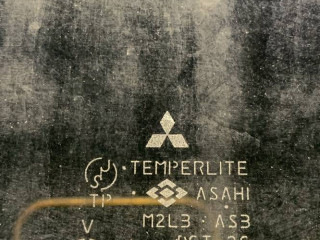 TEMPERLITE
TP ASAHI
V M2L3 · AS3